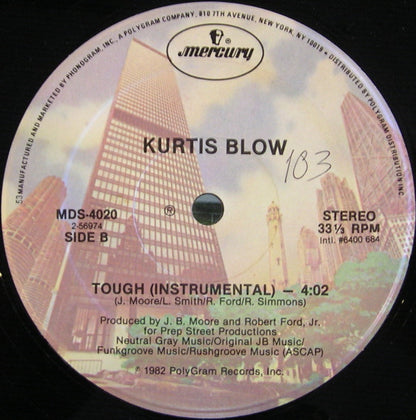 53 MANUFACTURED AND MARKETED BY PHONOGRAM, INC., A POLYGRAM COMPANY, 810 7TH AVENUE, NEW YORK, N.Y. 10019 • DISTRIBUTED BY POLYGRAM DISTRIBUTION INC.
mercury
KURTIS BLOW
103
MDS-4020
2-56974
SIDE B
℗
STEREO
33⅓ RPM
Intl. #6400 684
TOUGH (INSTRUMENTAL) — 4:02
(J. Moore/L. Smith/R. Ford/R. Simmons)
Produced by J. B. Moore and Robert Ford, Jr.
for Prep Street Productions
Neutral Gray Music/Original JB Music/
Funkgroove Music/Rushgroove Music (ASCAP)
℗ 1982 PolyGram Records, Inc.